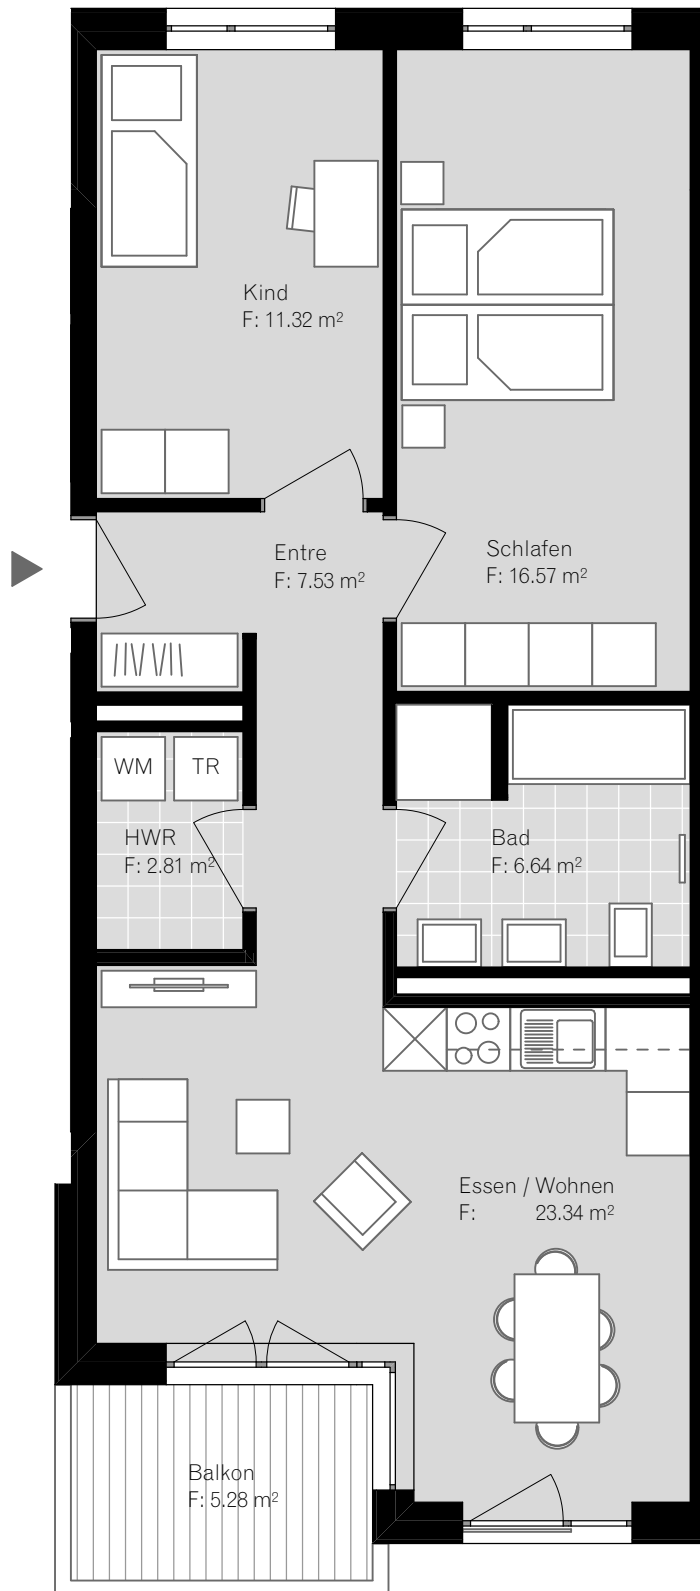 Kind
F: 11.32 m²
Entre
F: 7.53 m²
Schlafen
F: 16.57 m²
WM
TR
HWR
F: 2.81 m²
Bad
F: 6.64 m²
Essen / Wohnen
F: 23.34 m²
Balkon
F: 5.28 m²